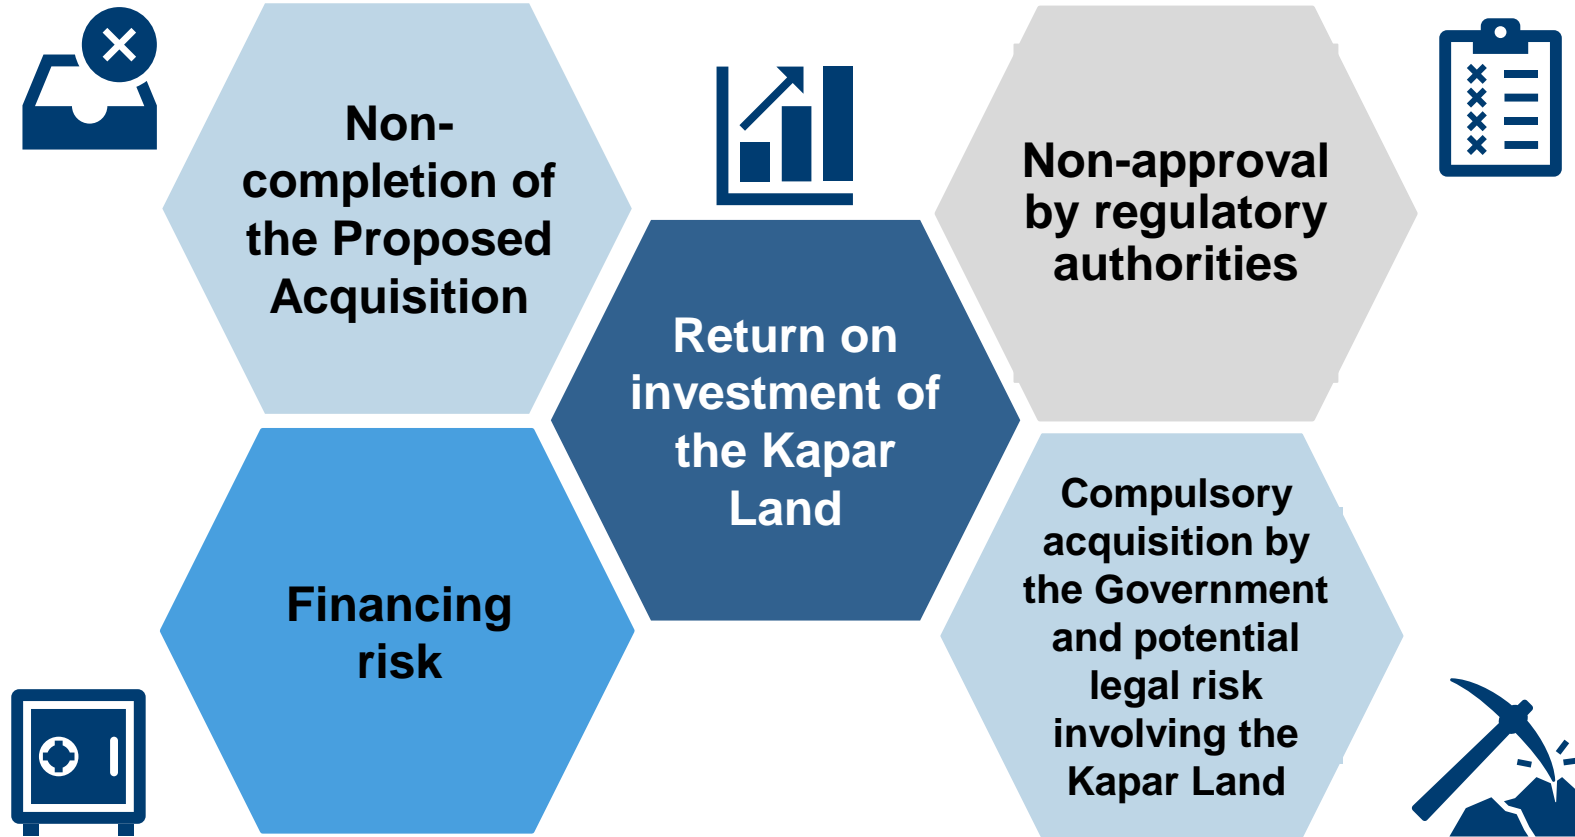 Non-
completion of
the Proposed
Acquisition
Return on
investment of
the Kapar
Land
Non-approval
by regulatory
authorities
Financing
risk
Compulsory
acquisition by
the Government
and potential
legal risk
involving the
Kapar Land